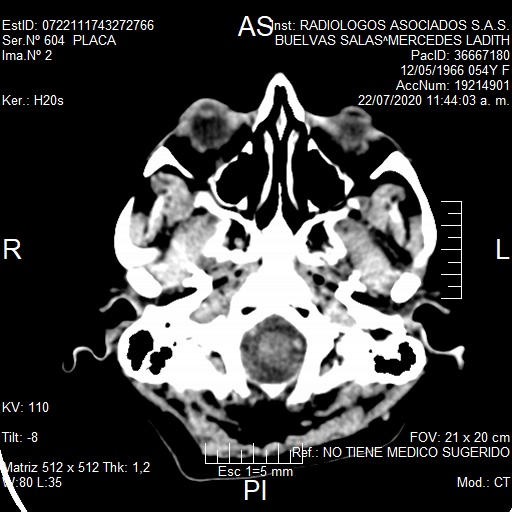 EstID: 0722111743272766
Ser.Nº 604 PLACA
Ima.Nº 2
Ker.: H20s
AS
Inst: RADIOLOGOS ASOCIADOS S.A.S.
BUELVAS SALAS^MERCEDES LADITH
PacID: 36667180
12/05/1966 054Y F
AccNum: 19214901
22/07/2020 11:44:03 a. m.
R
L
KV: 110
Tilt: -8
Matriz 512 x 512 Thk: 1,2
W:80 L:35
Esc 1=5 mm
PI
FOV: 21 x 20 cm
Ref.: NO TIENE MEDICO SUGERIDO
Mod.: CT